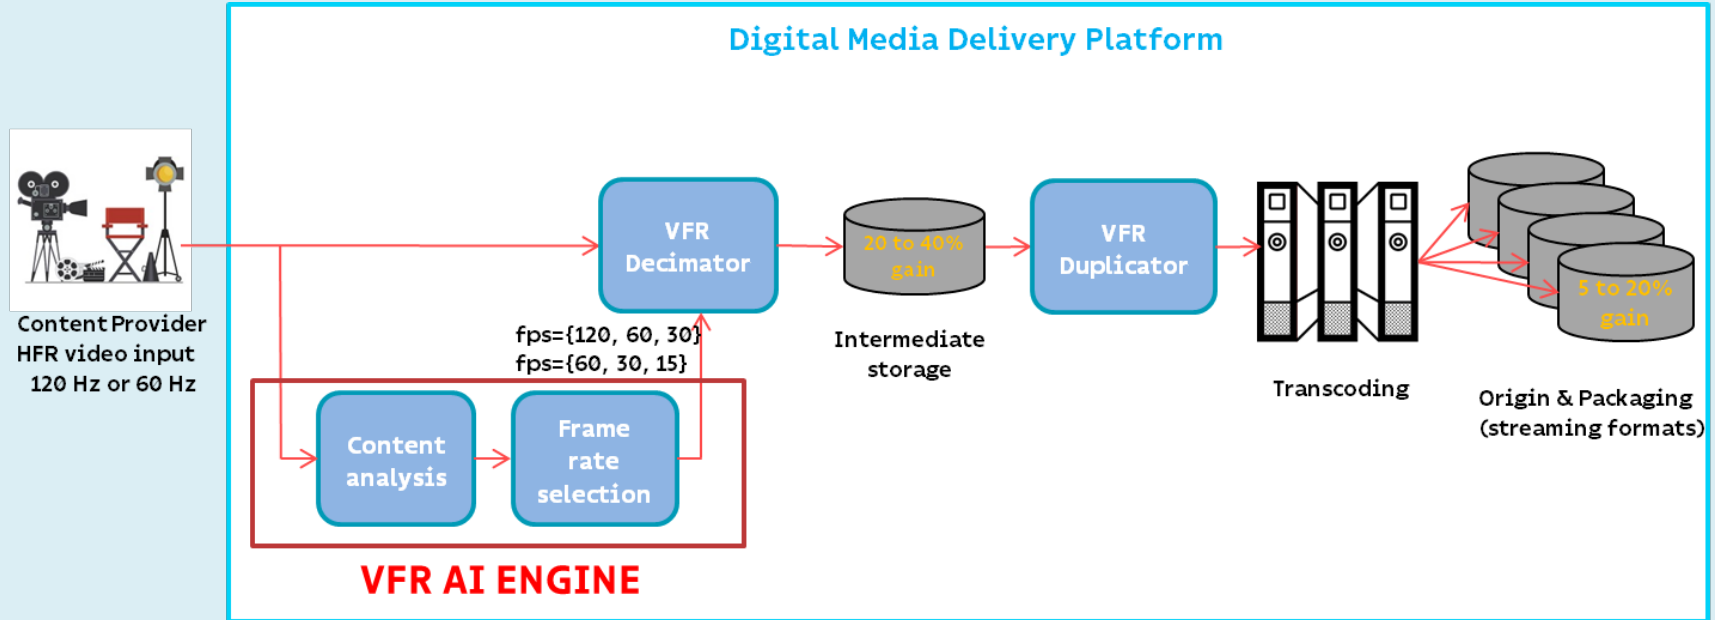 Digital Media Delivery Platform
Content Provider
HFR video input
120 Hz or 60 Hz
VFR
Decimator
20 to 40%
gain
Intermediate
storage
VFR
Duplicator
Transcoding
5 to 20%
gain
Origin & Packaging
(streaming formats)
fps={120, 60, 30}
fps={60, 30, 15}
Content
analysis
Frame
rate
selection
VFR AI ENGINE